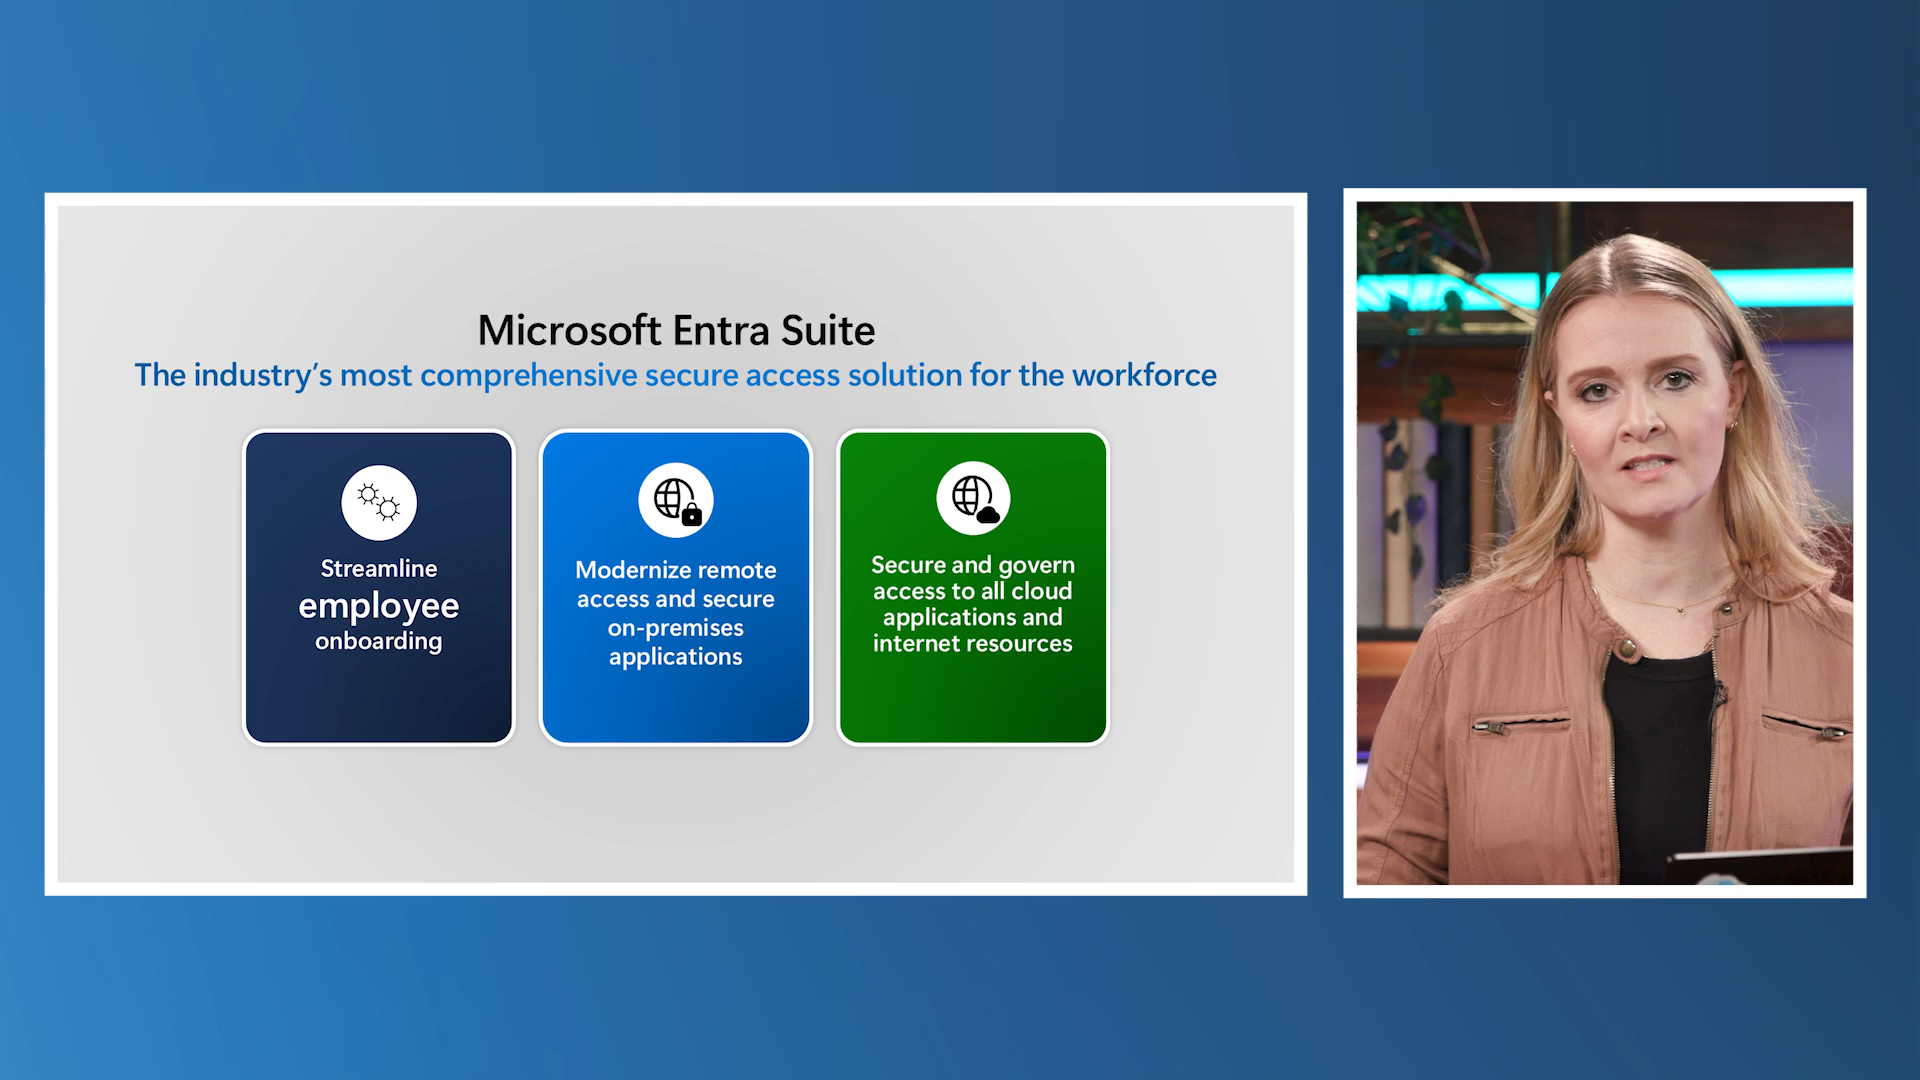 Microsoft Entra Suite
The industry's most comprehensive secure access solution for the workforce
Streamline
employee
onboarding
Modernize remote
access and secure
on-premises
applications
Secure and govern
access to all cloud
applications and
internet resources